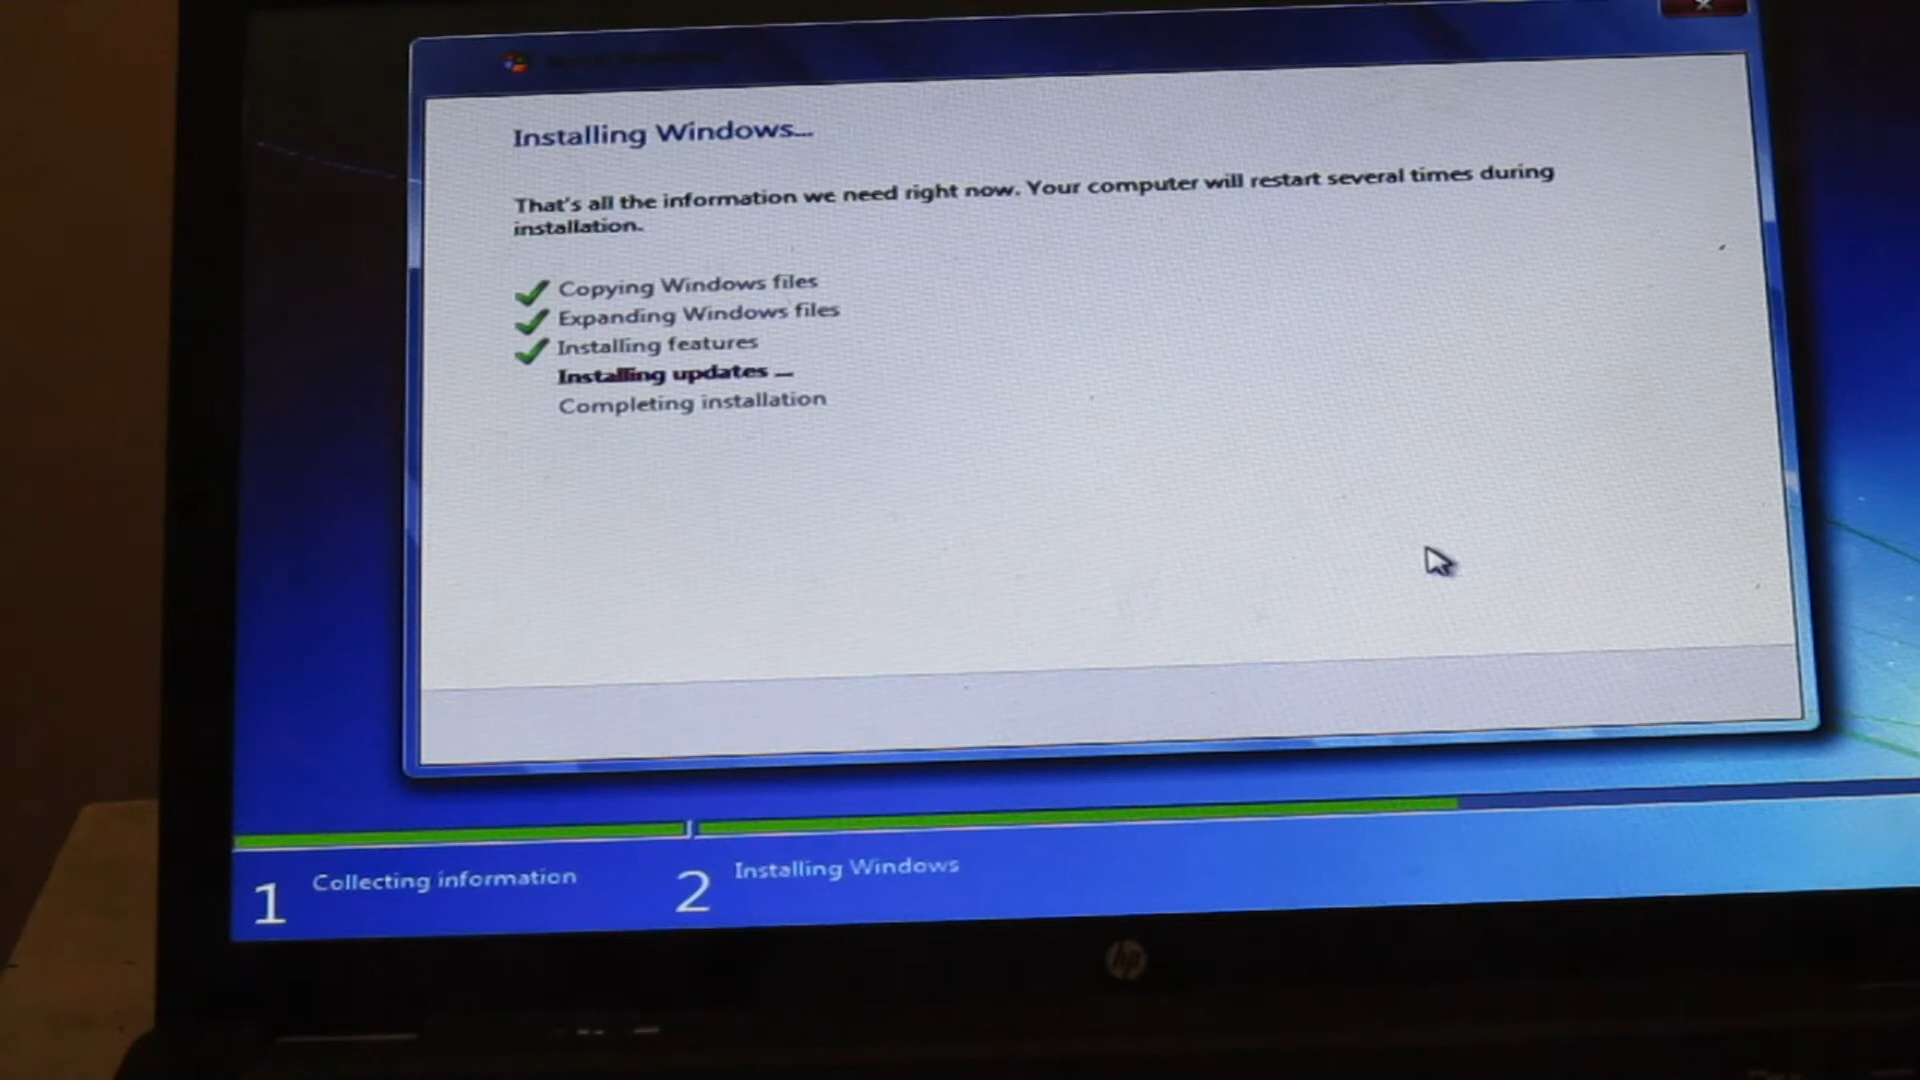 Installing Windows...
That's all the information we need right now. Your computer will restart several times during
installation.
Copying Windows files
Expanding Windows files
Installing features
Installing updates ...
Completing installation
1 Collecting information
2 Installing Windows
hp